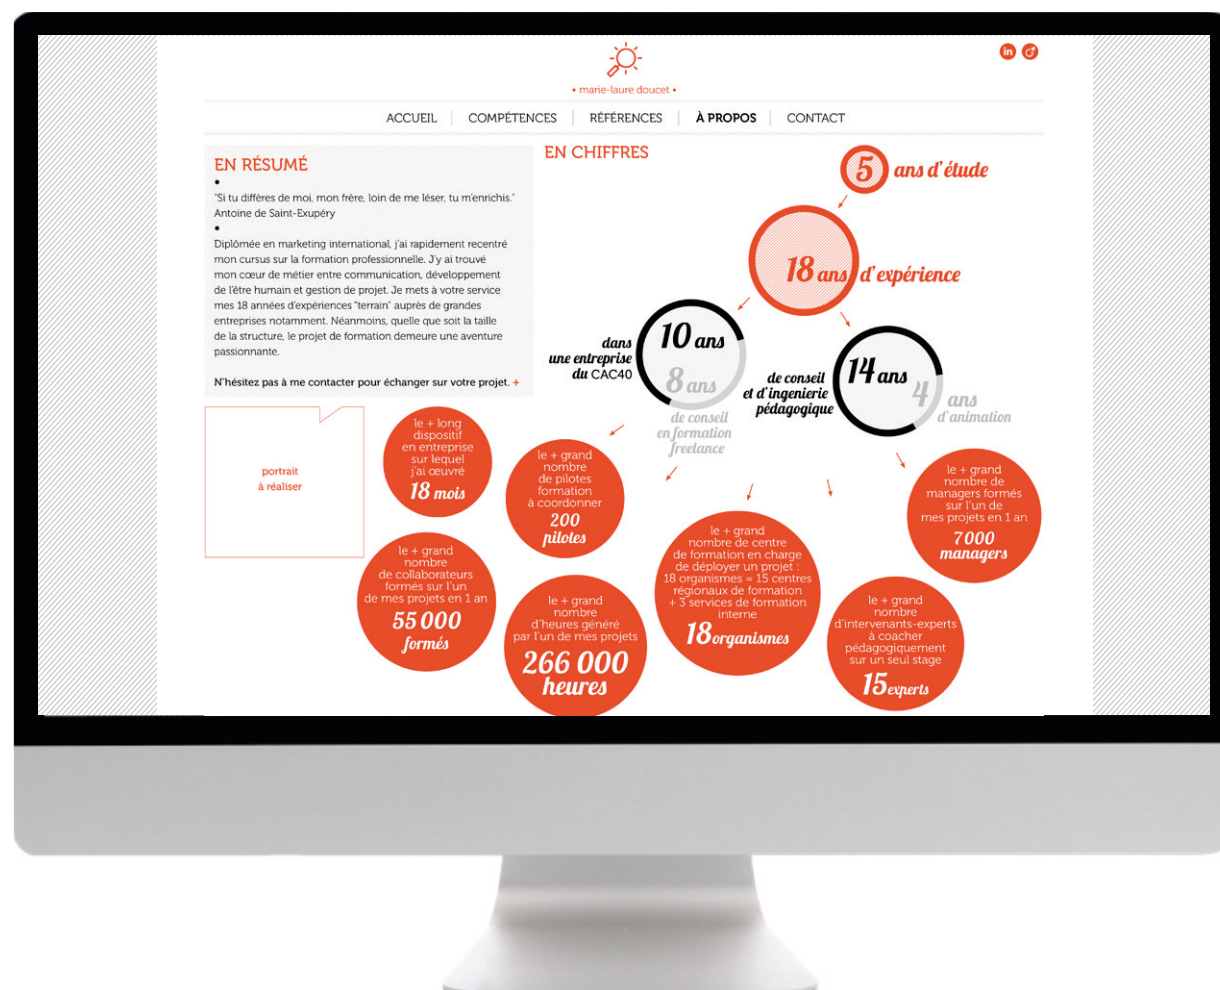 • marie-laure doucet •
in
ACCUEIL
COMPÉTENCES
RÉFÉRENCES
À PROPOS
CONTACT
EN RÉSUMÉ
•
"Si tu diffères de moi, mon frère, loin de me léser, tu m'enrichis."
Antoine de Saint-Exupéry
•
Diplômée en marketing international, j'ai rapidement recentré
mon cursus sur la formation professionnelle. J'y ai trouvé
mon cœur de métier entre communication, développement
de l'être humain et gestion de projet. Je mets à votre service
mes 18 années d'expériences "terrain" auprès de grandes
entreprises notamment. Néanmoins, quelle que soit la taille
de la structure, le projet de formation demeure une aventure
passionnante.
N'hésitez pas à me contacter pour échanger sur votre projet. +
portrait
à réaliser
EN CHIFFRES
5 ans d'étude
18 ans d'expérience
dans
une entreprise
du CAC40
10 ans
8 ans
de conseil
en formation
freelance
de conseil
et d'ingenierie
pédagogique
14 ans
4 ans
d'animation
le + long
dispositif
en entreprise
sur lequel
j'ai œuvré
18 mois
le + grand
nombre
de pilotes
formation
à coordonner
200
pilotes
le + grand
nombre de
managers formés
sur l'un de
mes projets en 1 an
7000
managers
le + grand
nombre
de collaborateurs
formés sur l'un
de mes projets en 1 an
55 000
formés
le + grand
nombre
d'heures généré
par l'un de mes projets
266 000
heures
le + grand
nombre de centre
de formation en charge
de déployer un projet :
18 organismes = 15 centres
régionaux de formation
+ 3 services de formation
interne
18 organismes
le + grand
nombre
d'intervenants-experts
à coacher
pédagogiquement
sur un seul stage
15 experts